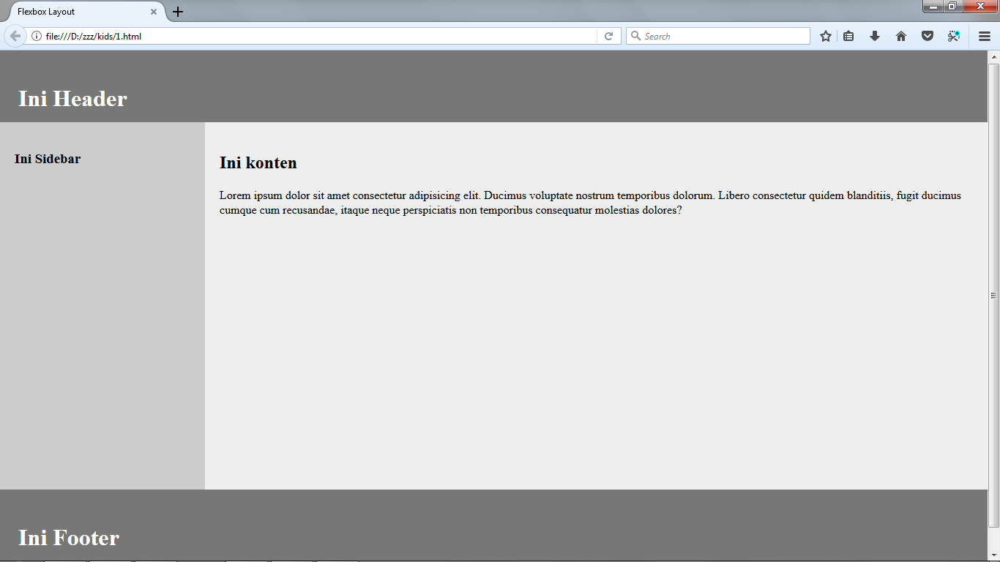 Flexbox Layout
file:///D:/zzz/kids/1.html
Search
Ini Header
Ini Sidebar
Ini konten
Lorem ipsum dolor sit amet consectetur adipisicing elit. Ducimus voluptate nostrum temporibus dolorum. Libero consectetur quidem blanditiis, fugit ducimus
cumque cum recusandae, itaque neque perspiciatis non temporibus consequatur molestias dolores?
Ini Footer